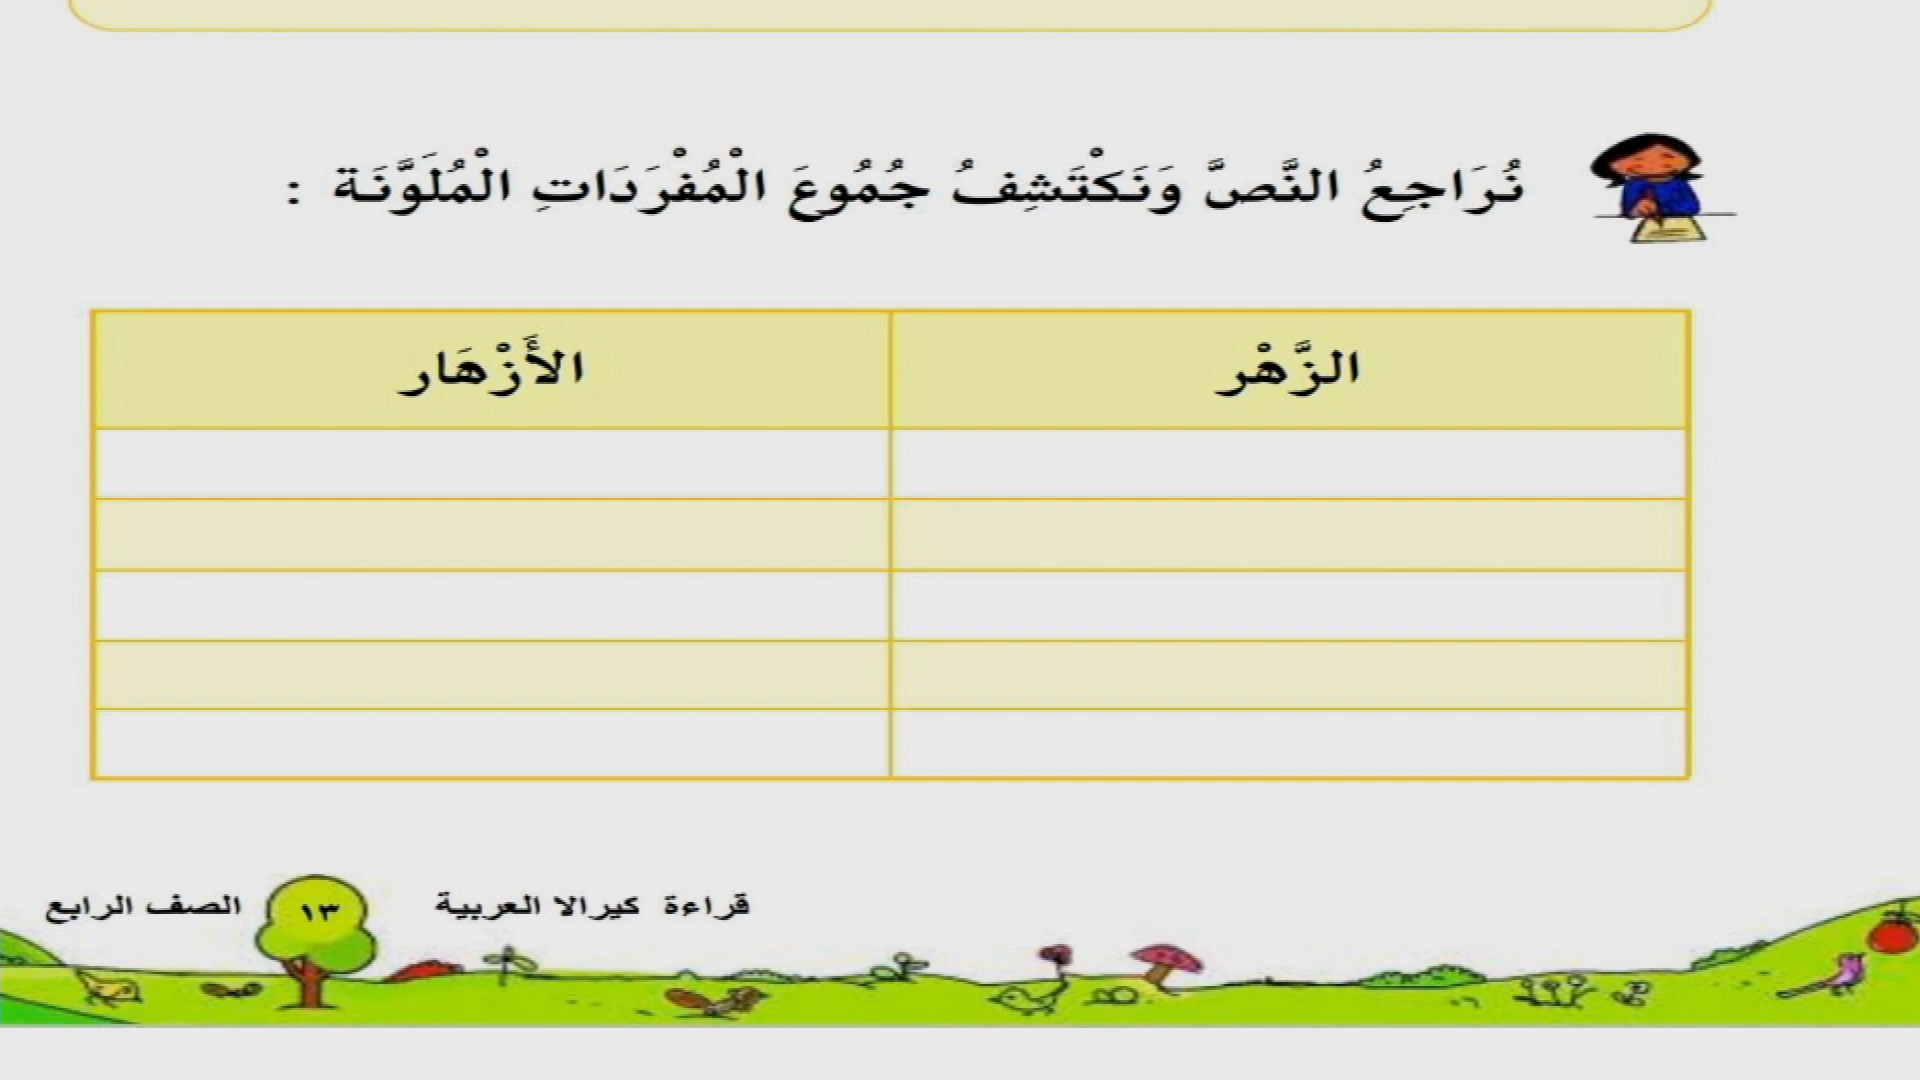 نُرَاجِعُ النَّصَّ وَنَكْتَشِفُ جُمُوعَ الْمُفْرَدَاتِ الْمُلَوَّنَة :
الزَّهْر
الأَزْهَار
قراءة كيرالا العربية
١٣
الصف الرابع